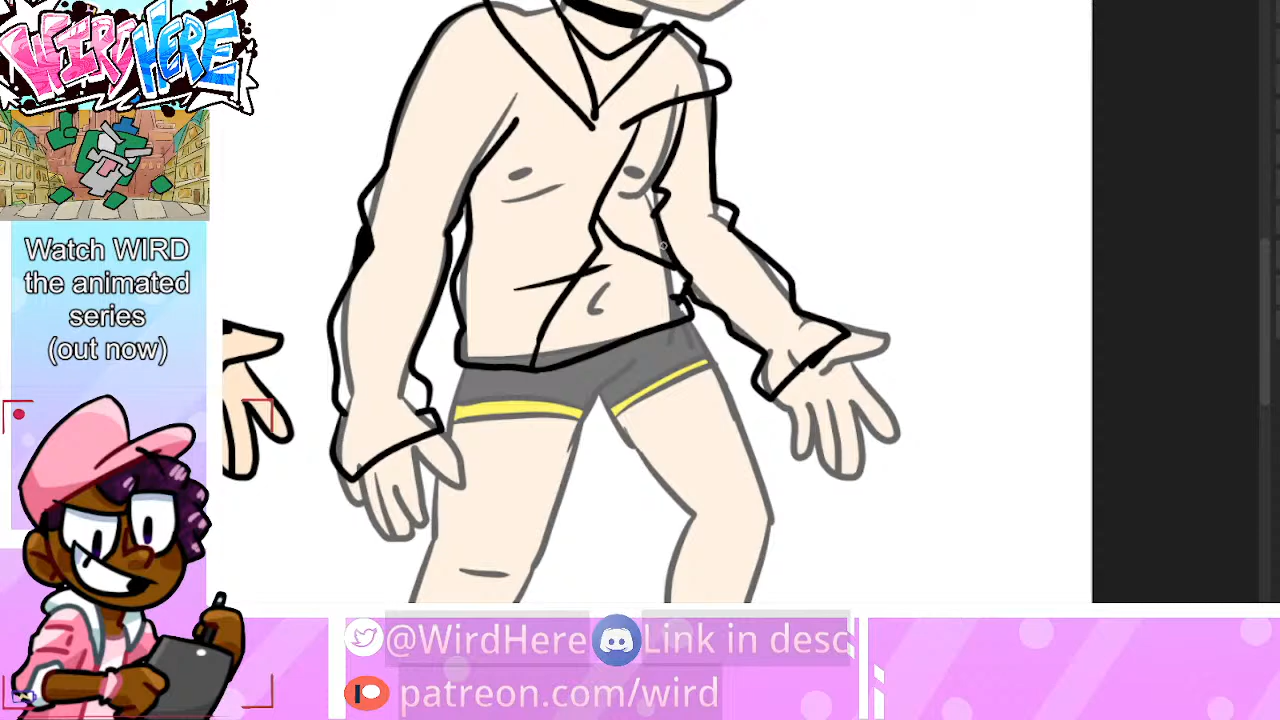 WIRDHERE
Watch WIRD
the animated
series
(out now)
@WirdHere
Link in desc
patreon.com/wird